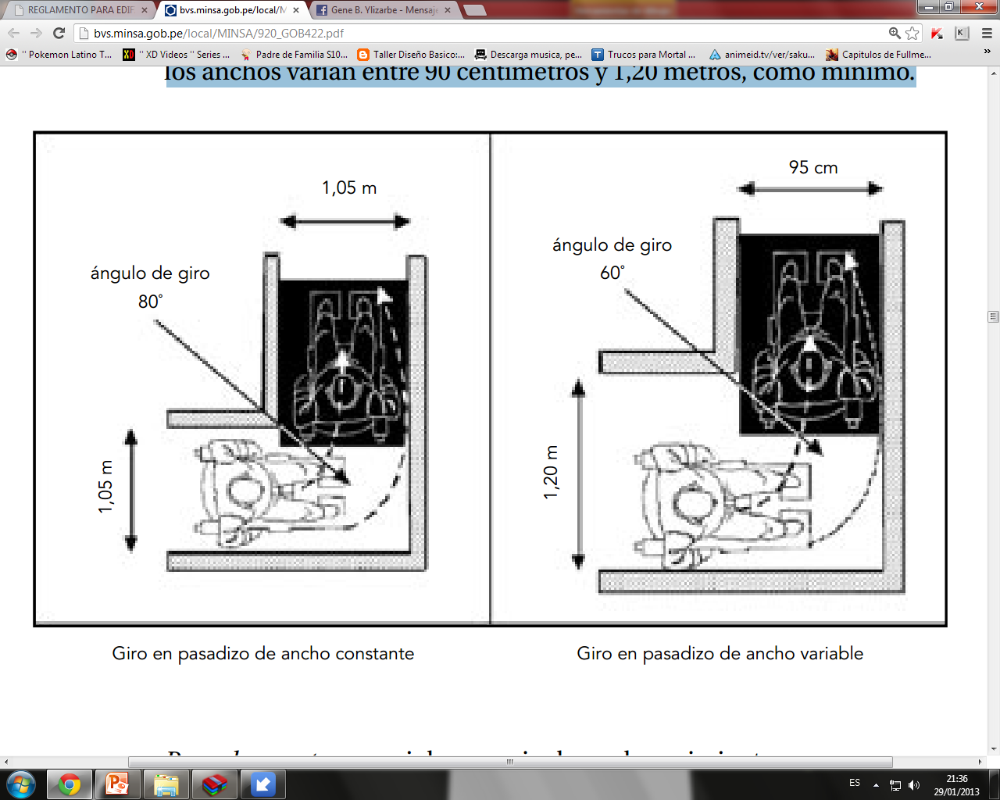 REGLAMENTO PARA EDIF
bvs.minsa.gob.pe/local/M
Gene B. Ylizarbe - Mensaje
bvs.minsa.gob.pe/local/MINSA/920_GOB422.pdf
" Pokemon Latino T...
" XD Videos " Series ...
Padre de Familia S10...
Taller Diseño Basico:...
Descarga musica, pe...
Trucos para Mortal ...
animeid.tv/ver/saku...
Capitulos de Fullme...
»
los anchos varían entre 90 centímetros y 1,20 metros, como mínimo.
1,05 m
ángulo de giro
80°
1,05 m
95 cm
ángulo de giro
60°
1,20 m
Giro en pasadizo de ancho constante
Giro en pasadizo de ancho variable
ES
21:36
29/01/2013